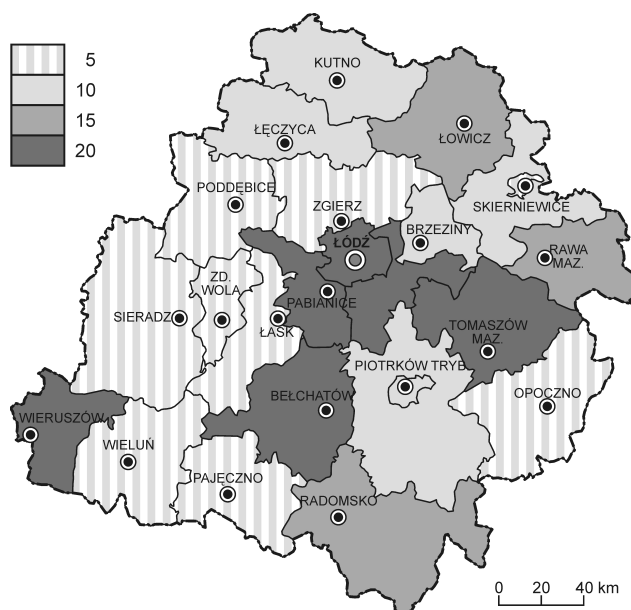 5
10
15
20
KUTNO
ŁĘCZYCA
ŁOWICZ
PODDĘBICE
ZGIERZ
SKIERNIEWICE
BRZEZINY
ŁÓDŹ
RAWA
MAZ.
ZD.
WOLA
PABIANICE
SIERADZ
ŁASK
TOMASZÓW
MAZ.
PIOTRKÓW TRYB.
BEŁCHATÓW
OPOCZNO
WIERUSZÓW
WIELUŃ
PAJĘCZNO
RADOMSKO
0 20 40 km